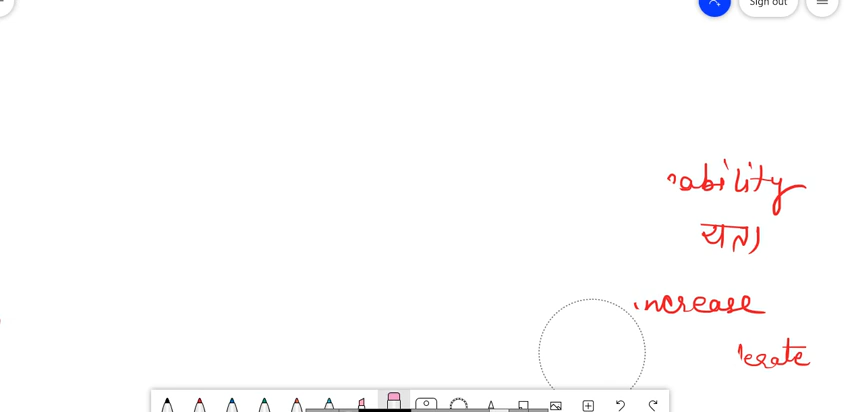 Sign out
ability
यता
increase
erate